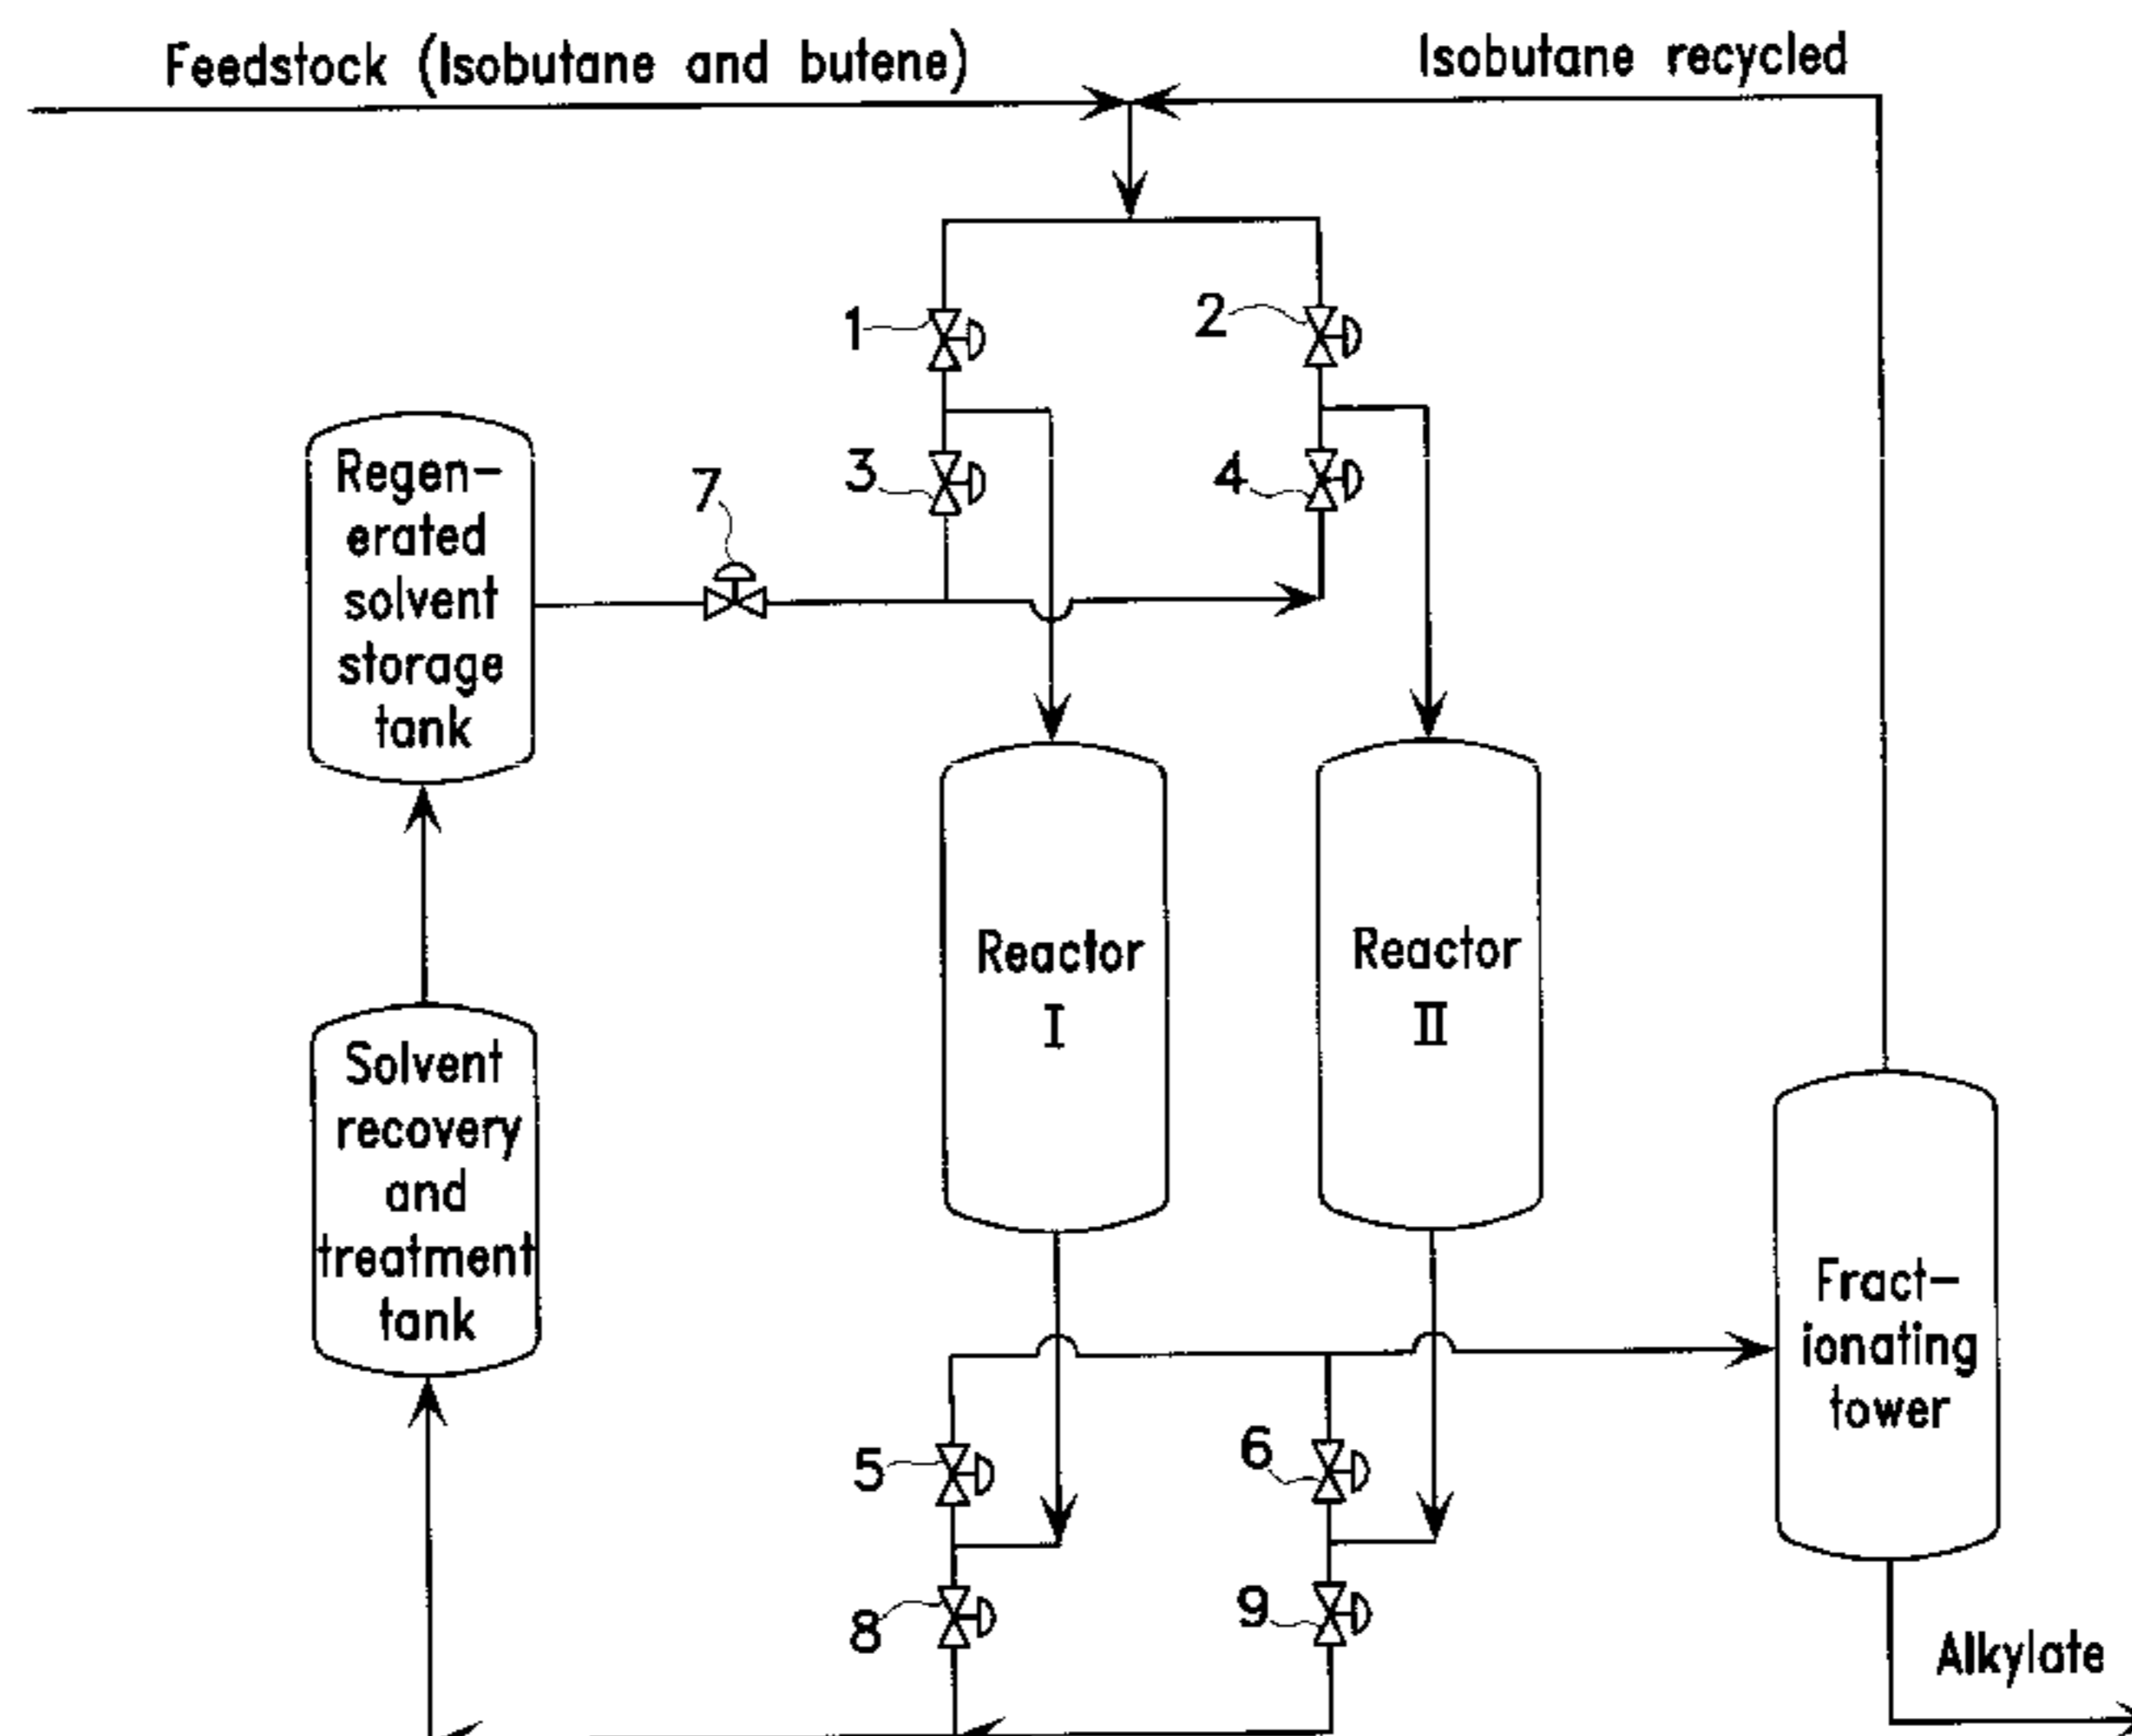 Feedstock (Isobutane and butene)
Isobutane recycled
1
2
3
4
7
Regen-
erated
solvent
storage
tank
Reactor
I
Reactor
II
Solvent
recovery
and
treatment
tank
Fract-
ionating
tower
5
6
8
9
Alkylate